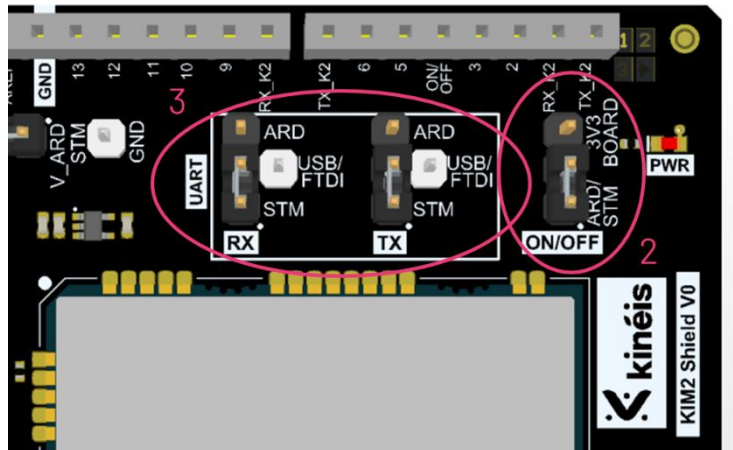 1 2
3
AREF
GND
13
12
11
10
9
RX_K2
TX_K2
6
5
ON/
OFF
3
2
RX_K2
TX_K2
3
V_ARD
STM
GND
UART
ARD
USB/
FTDI
STM
RX
ARD
USB/
FTDI
STM
TX
3V3
BOARD
ARD/
STM
ON/OFF
PWR
2
kinéis
KIM2 Shield V0